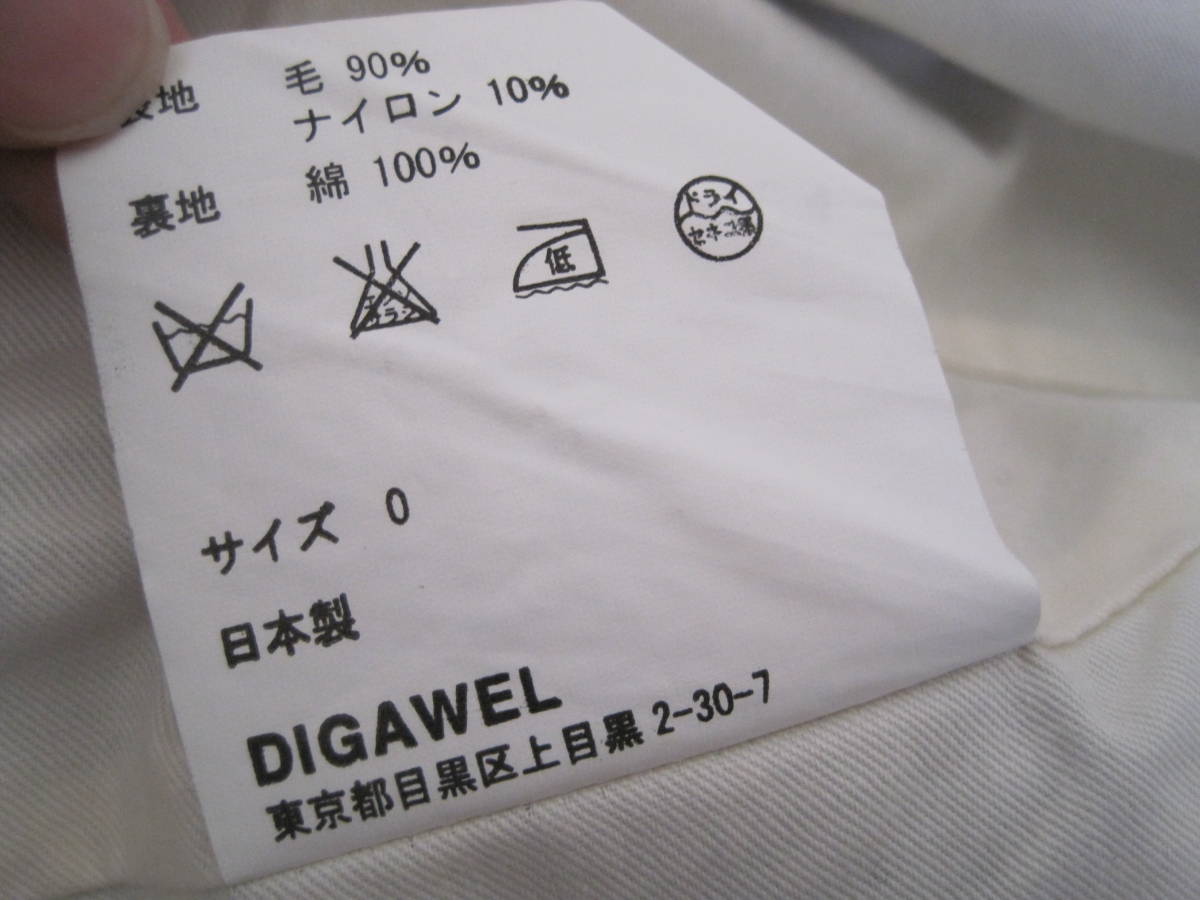 表地 毛 90%
ナイロン 10%
裏地 綿 100%
低
ドライ
セキユ系
サイズ 0
日本製
DIGAWEL
東京都目黒区上目黒 2-30-7